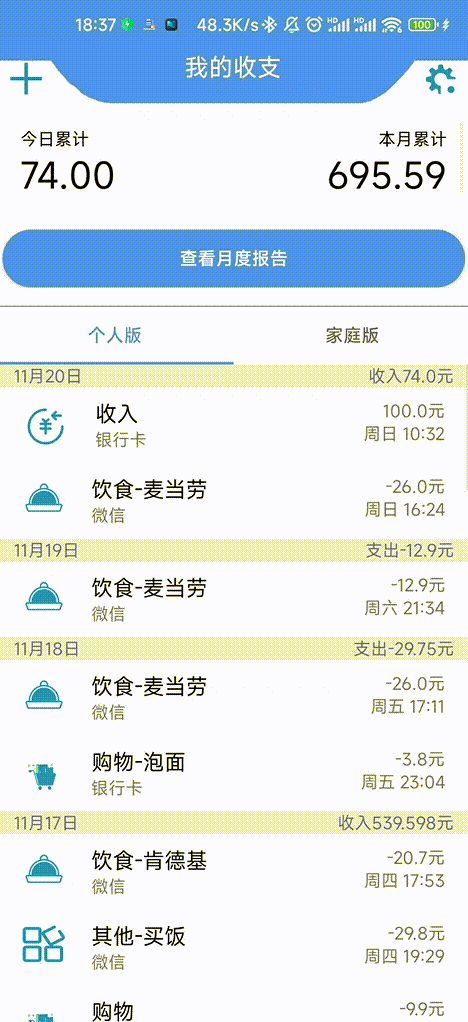 18:37 48.3K/s HD HD 100
我的收支
今日累计 本月累计
74.00 695.59
查看月度报告
个人版 家庭版
11月20日 收入74.0元
收入 100.0元
银行卡 周日 10:32
饮食-麦当劳 -26.0元
微信 周日 16:24
11月19日 支出-12.9元
饮食-麦当劳 -12.9元
微信 周六 21:34
11月18日 支出-29.75元
饮食-麦当劳 -26.0元
微信 周五 17:11
购物-泡面 -3.8元
银行卡 周五 23:04
11月17日 收入539.598元
饮食-肯德基 -20.7元
微信 周四 17:53
其他-买饭 -29.8元
微信 周四 19:29
购物 -9.9元